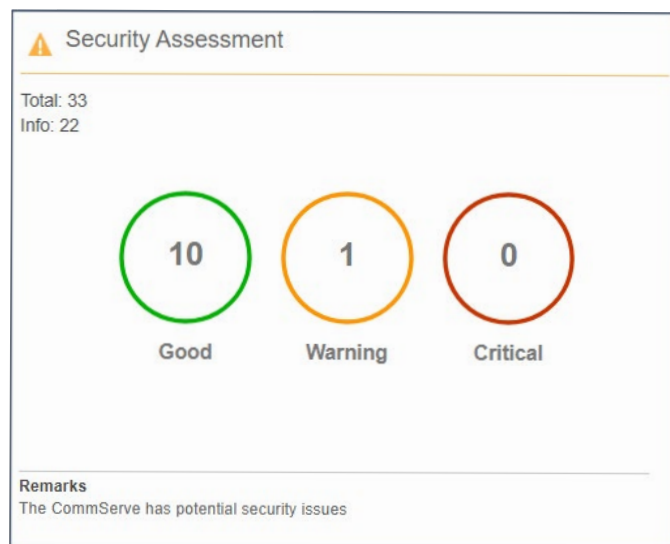 Security Assessment
Total: 33
Info: 22
10
1
0
Good
Warning
Critical
Remarks
The CommServe has potential security issues